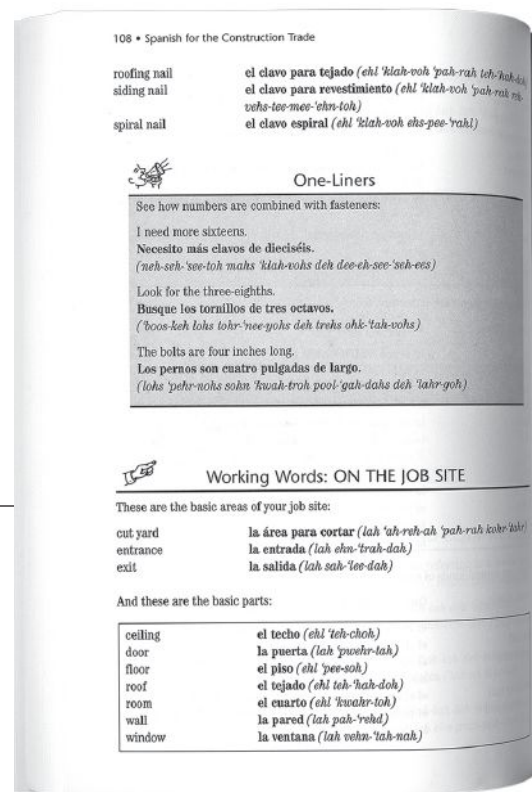 108 • Spanish for the Construction Trade
roofing nail el clavo para tejado (ehl 'klah-voh 'pah-rah teh-'hah-doh)
siding nail el clavo para revestimiento (ehl 'klah-voh 'pah-rah reh-
vehs-tee-mee-'ehn-toh)
spiral nail el clavo espiral (ehl 'klah-voh ehs-pee-'rahl)
One-Liners
See how numbers are combined with fasteners:
I need more sixteens.
Necesito más clavos de dieciséis.
(neh-seh-'see-toh mahs 'klah-vohs deh dee-eh-see-'seh-ees)
Look for the three-eighths.
Busque los tornillos de tres octavos.
('boos-keh lohs tohr-'nee-yohs deh trehs ohk-'tah-vohs)
The bolts are four inches long.
Los pernos son cuatro pulgadas de largo.
(lohs 'pehr-nohs sohn 'kwah-troh pool-'gah-dahs deh 'lahr-goh)
Working Words: ON THE JOB SITE
These are the basic areas of your job site:
cut yard la área para cortar (lah 'ah-reh-ah 'pah-rah kohr-'tahr)
entrance la entrada (lah ehn-'trah-dah)
exit la salida (lah sah-'lee-dah)
And these are the basic parts:
ceiling el techo (ehl 'teh-choh)
door la puerta (lah 'pwehr-tah)
floor el piso (ehl 'pee-soh)
roof el tejado (ehl teh-'hah-doh)
room el cuarto (ehl 'kwahr-toh)
wall la pared (lah pah-'rehd)
window la ventana (lah vehn-'tah-nah)